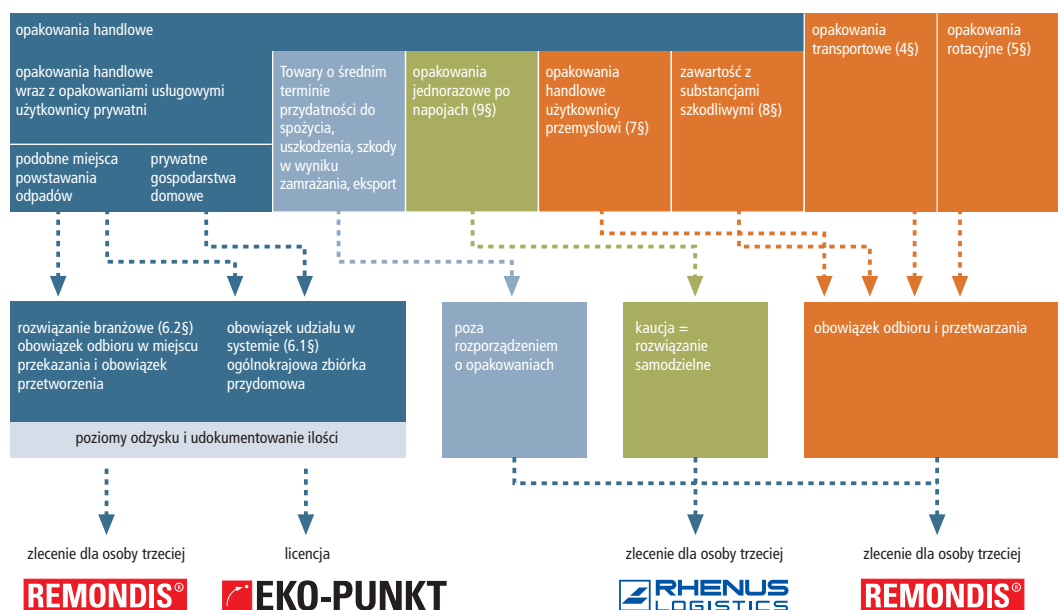 opakowania handlowe
opakowania
transportowe (4§)
opakowania
rotacyjne (5§)
opakowania handlowe
wraz z opakowaniami usługowymi
użytkownicy prywatni
Towary o średnim
terminie
przydatności do
spożycia,
uszkodzenia, szkody
w wyniku
zamrażania, eksport
opakowania
jednorazowe po
napojach (9§)
opakowania
handlowe
użytkownicy
przemysłowi (7§)
zawartość z
substancjami
szkodliwymi (8§)
podobne miejsca
powstawania
odpadów
prywatne
gospodarstwa
domowe
rozwiązanie branżowe (6.2§)
obowiązek odbioru w miejscu
przekazania i obowiązek
przetworzenia
obowiązek udziału w
systemie (6.1§)
ogólnokrajowa zbiórka
przydomowa
poza
rozporządzeniem
o opakowaniach
kaucja =
rozwiązanie
samodzielne
obowiązek odbioru i przetwarzania
poziomy odzysku i udokumentowanie ilości
zlecenie dla osoby trzeciej
licencja
zlecenie dla osoby trzeciej
zlecenie dla osoby trzeciej
REMONDIS®
EKO-PUNKT
RHENUS
LOGISTICS
REMONDIS®